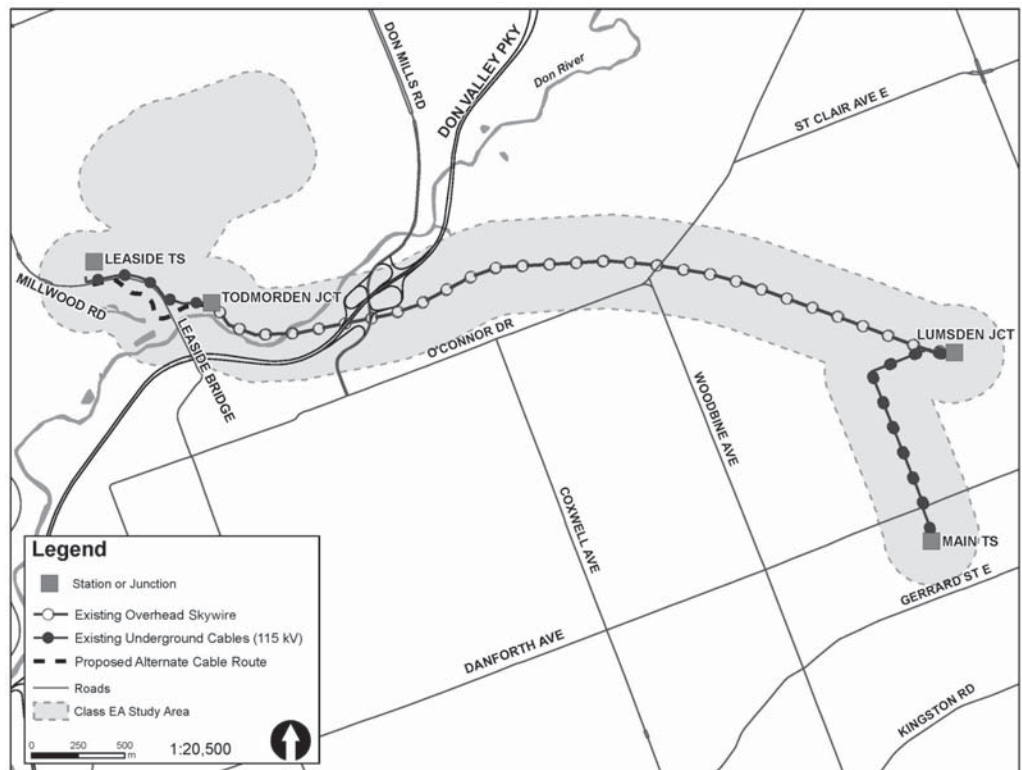 DON MILLS RD
DON VALLEY PKY
Don River
ST CLAIR AVE E
LEASIDE TS
MILLWOOD RD
TODMORDEN JCT
LEASIDE BRIDGE
O'CONNOR DR
LUMSDEN JCT
WOODBINE AVE
COXWELL AVE
MAIN TS
GERRARD ST E
DANFORTH AVE
KINGSTON RD
Legend
Station or Junction
Existing Overhead Skywire
Existing Underground Cables (115 kV)
Proposed Alternate Cable Route
Roads
Class EA Study Area
0 250 500 m
1:20,500